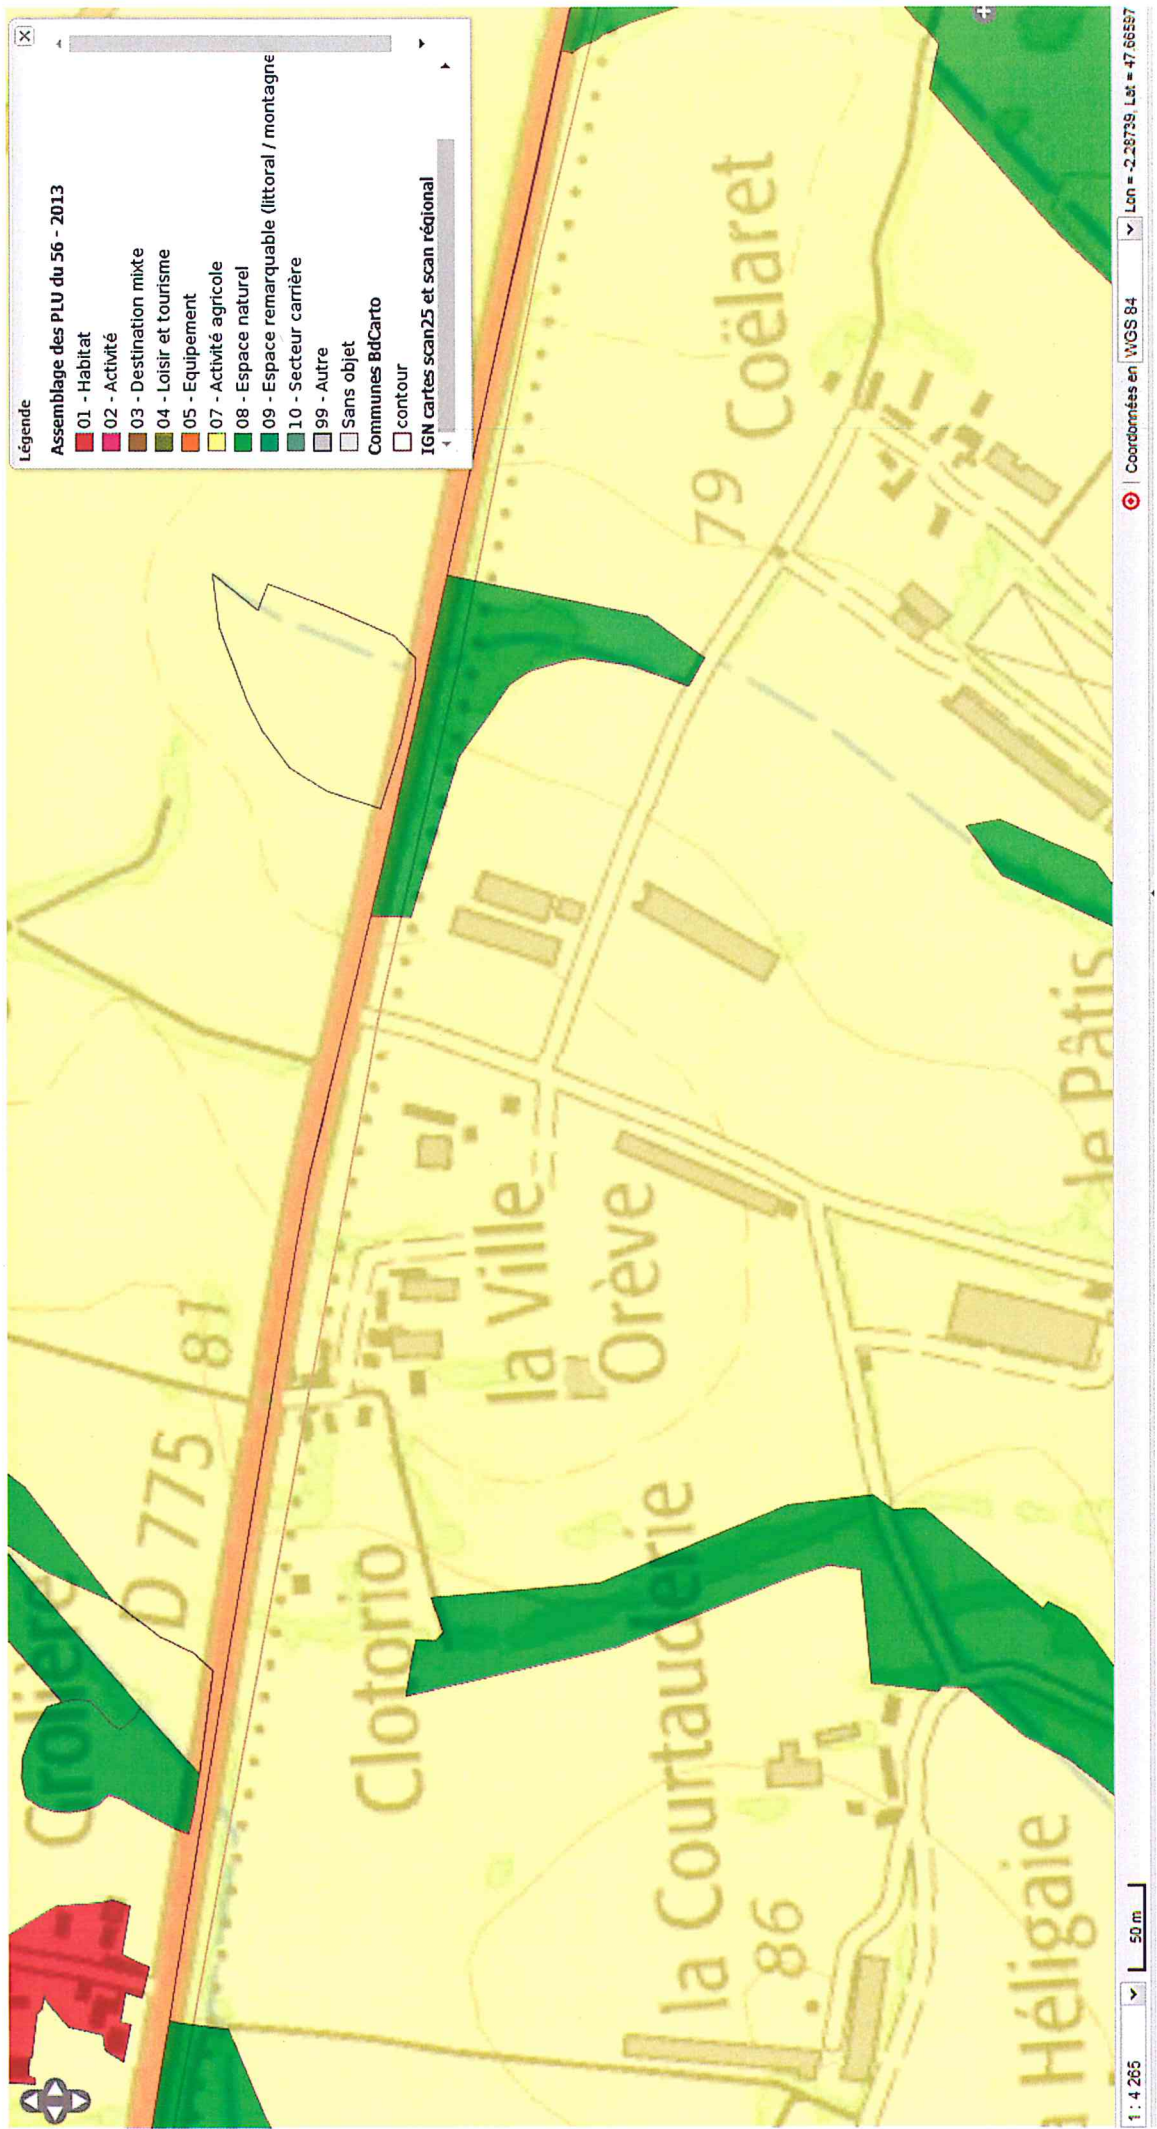 Légende
Assemblage des PLU du 56 - 2013
01 - Habitat
02 - Activité
03 - Destination mixte
04 - Loisir et tourisme
05 - Equipement
07 - Activité agricole
08 - Espace naturel
09 - Espace remarquable (littoral / montagne
10 - Secteur carrière
99 - Autre
Sans objet
Communes BdCarto
contour
IGN cartes scan25 et scan régional
D 775
81
Clotorio
la Ville
Orève
79
Coëlaret
la Courtauderie
86
le Pâtis
Héligaie
1 : 4 265
50 m
Coordonnées en
WGS 84
Lon = -2.28739, Lat = 47.66597